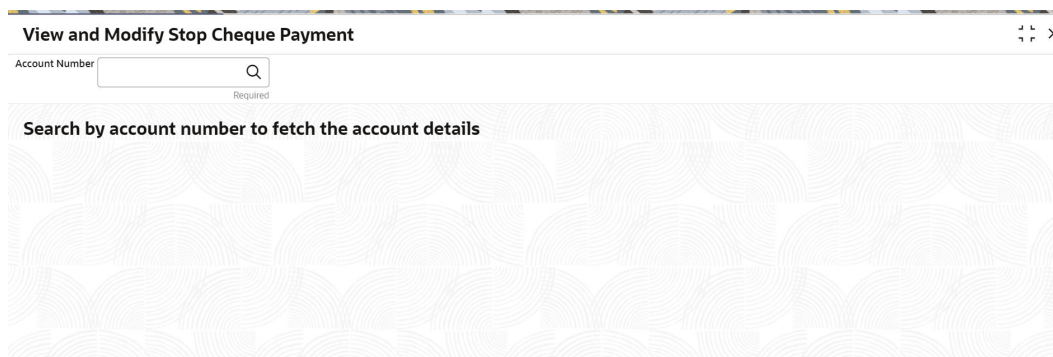 View and Modify Stop Cheque Payment
Account Number
Required
Search by account number to fetch the account details